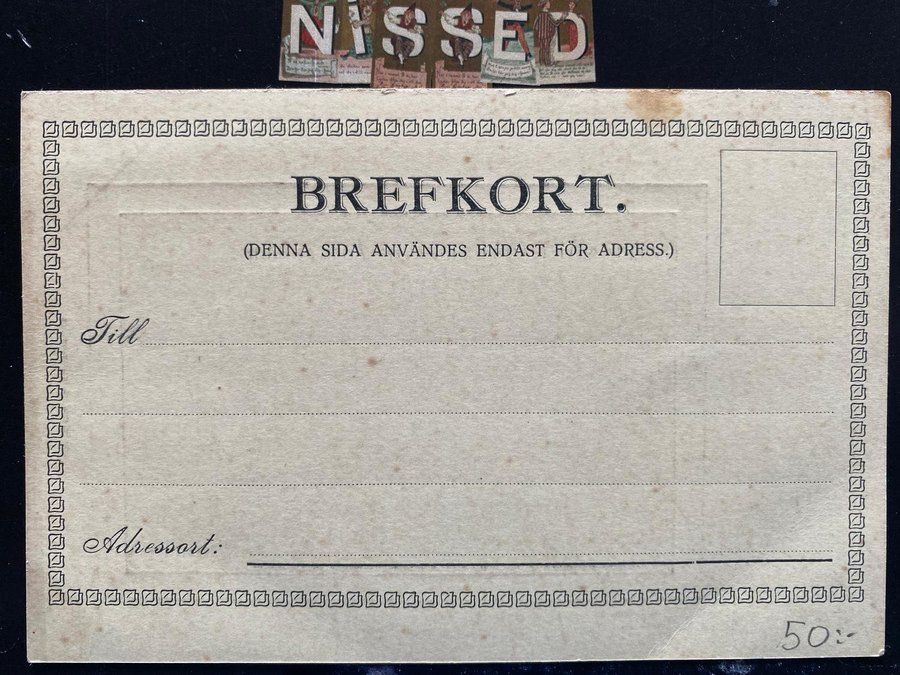 NISSED
BREFKORT.
(DENNA SIDA ANVÄNDES ENDAST FÖR ADRESS.)
Till
Adressort:
50:-